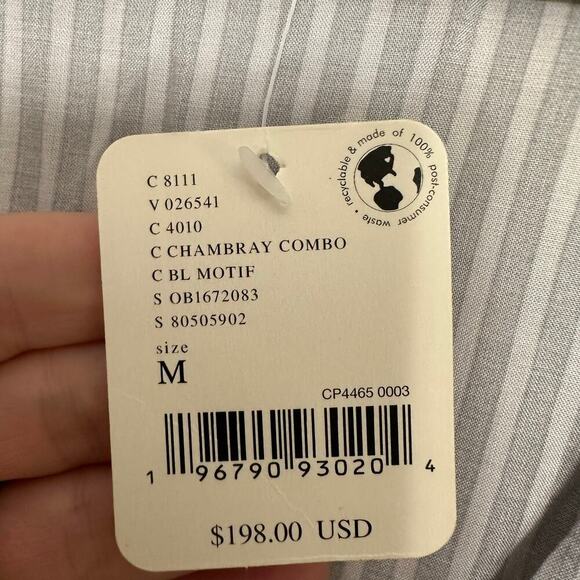 C 8111
V 026541
C 4010
C CHAMBRAY COMBO
C BL MOTIF
S OB1672083
S 80505902
size
M
recyclable & made of 100% post-consumer waste •
CP4465 0003
1 96790 93020 4
$198.00 USD